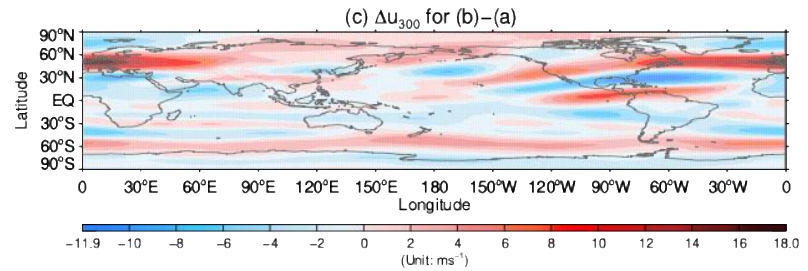 (c) Δu300 for (b)−(a)
90°N
60°N
30°N
EQ
30°S
60°S
90°S
Latitude
0 30°E 60°E 90°E 120°E 150°E 180 150°W 120°W 90°W 60°W 30°W 0
Longitude
−11.9 −10 −8 −6 −4 −2 0 2 4 6 8 10 12 14 16 18.0
(Unit: ms⁻¹)